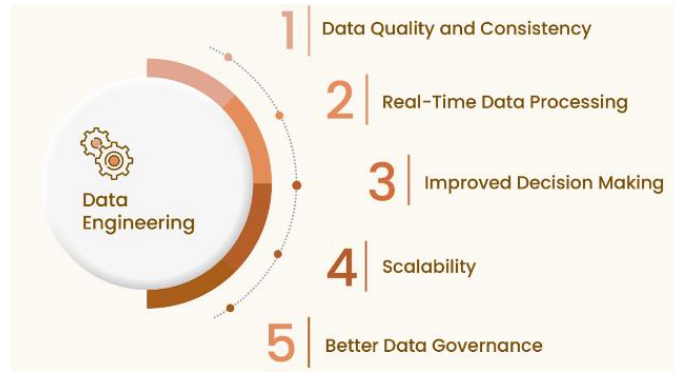 Data
Engineering
1 Data Quality and Consistency
2 Real-Time Data Processing
3 Improved Decision Making
4 Scalability
5 Better Data Governance